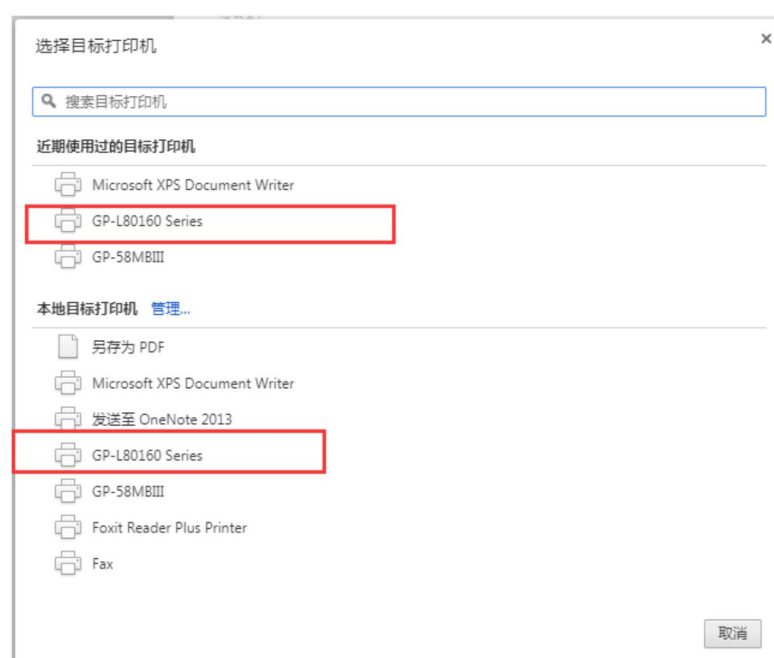 选择目标打印机
×
搜索目标打印机
近期使用过的目标打印机
Microsoft XPS Document Writer
GP-L80160 Series
GP-58MBIII
本地目标打印机 管理...
另存为 PDF
Microsoft XPS Document Writer
发送至 OneNote 2013
GP-L80160 Series
GP-58MBIII
Foxit Reader Plus Printer
Fax
取消